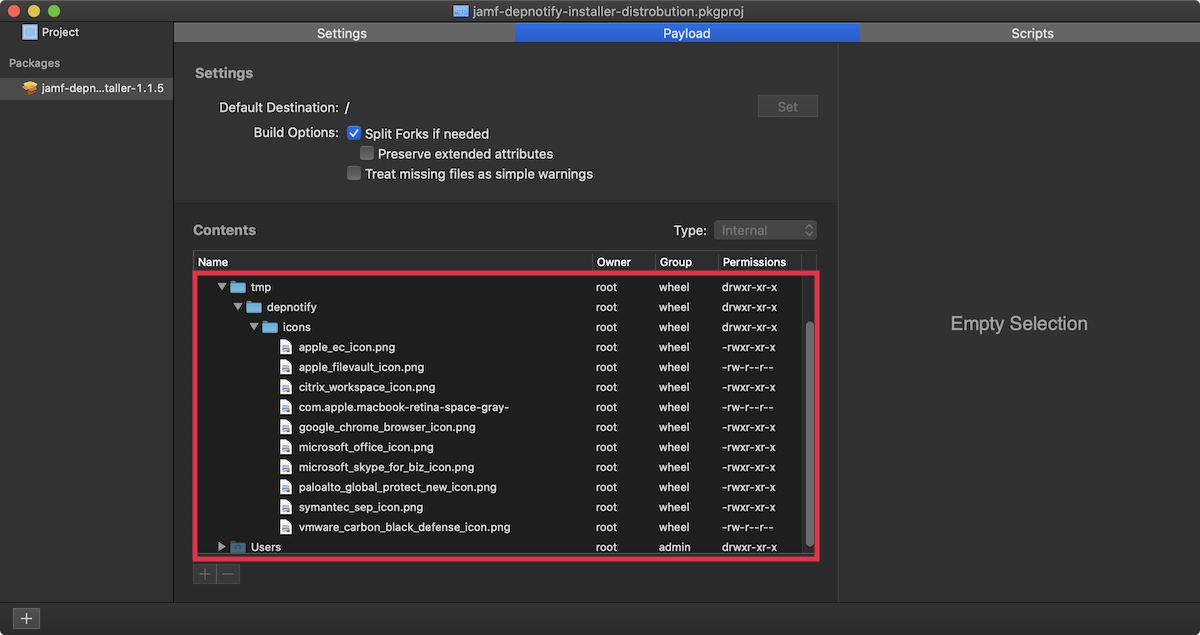 jamf-depnotify-installer-distrobution.pkgproj
Project
Packages
jamf-depn...taller-1.1.5
Settings Payload Scripts
Settings
Default Destination: / Set
Build Options: Split Forks if needed
Preserve extended attributes
Treat missing files as simple warnings
Contents Type: Internal
Name Owner Group Permissions
tmp root wheel drwxr-xr-x
depnotify root wheel drwxr-xr-x
icons root wheel drwxr-xr-x
apple_ec_icon.png root wheel -rwxr-xr-x
apple_filevault_icon.png root wheel -rw-r--r--
citrix_workspace_icon.png root wheel -rwxr-xr-x
com.apple.macbook-retina-space-gray- root wheel -rw-r--r--
google_chrome_browser_icon.png root wheel -rwxr-xr-x
microsoft_office_icon.png root wheel -rwxr-xr-x
microsoft_skype_for_biz_icon.png root wheel -rwxr-xr-x
paloalto_global_protect_new_icon.png root wheel -rwxr-xr-x
symantec_sep_icon.png root wheel -rwxr-xr-x
vmware_carbon_black_defense_icon.png root wheel -rw-r--r--
Users root admin drwxr-xr-x
Empty Selection